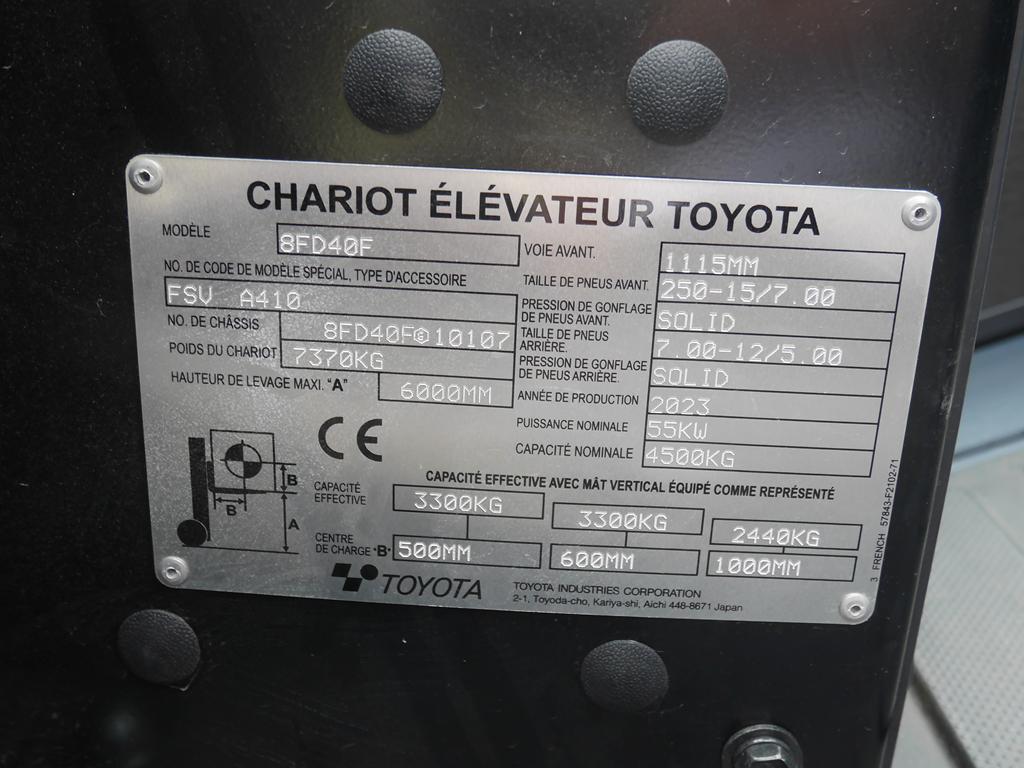 CHARIOT ÉLÉVATEUR TOYOTA
MODÈLE 8FD40F
NO. DE CODE DE MODÈLE SPÉCIAL, TYPE D'ACCESSOIRE
FSV A410
NO. DE CHÂSSIS 8FD40F@10107
POIDS DU CHARIOT 7370KG
HAUTEUR DE LEVAGE MAXI. "A" 6000MM
VOIE AVANT. 1115MM
TAILLE DE PNEUS AVANT. 250-15/7.00
PRESSION DE GONFLAGE
DE PNEUS AVANT. SOLID
TAILLE DE PNEUS
ARRIÈRE. 7.00-12/5.00
PRESSION DE GONFLAGE
DE PNEUS ARRIÈRE. SOLID
ANNÉE DE PRODUCTION 2023
PUISSANCE NOMINALE 55KW
CAPACITÉ NOMINALE 4500KG
CE
B
B
A
CAPACITÉ EFFECTIVE AVEC MÂT VERTICAL ÉQUIPÉ COMME REPRÉSENTÉ
CAPACITÉ
EFFECTIVE 3300KG 3300KG 2440KG
CENTRE
DE CHARGE "B" 500MM 600MM 1000MM
TOYOTA
TOYOTA INDUSTRIES CORPORATION
2-1, Toyoda-cho, Kariya-shi, Aichi 448-8671 Japan
3 FRENCH 57843-F2102-71